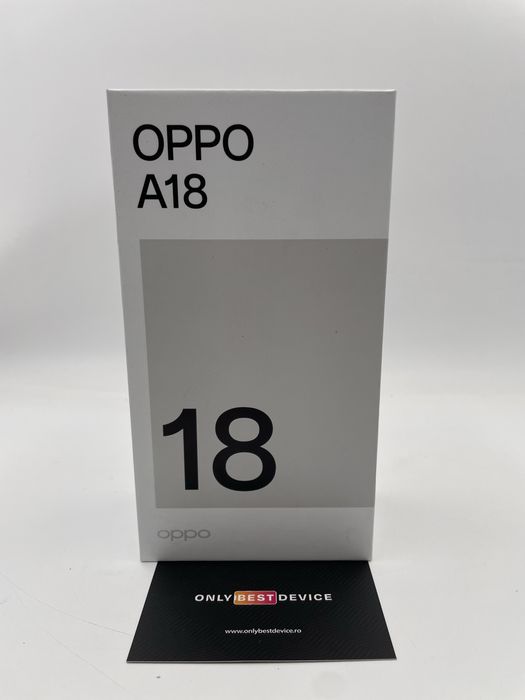 OPPO
A18
18
oppo
ONLY BEST DEVICE
www.onlybestdevice.ro